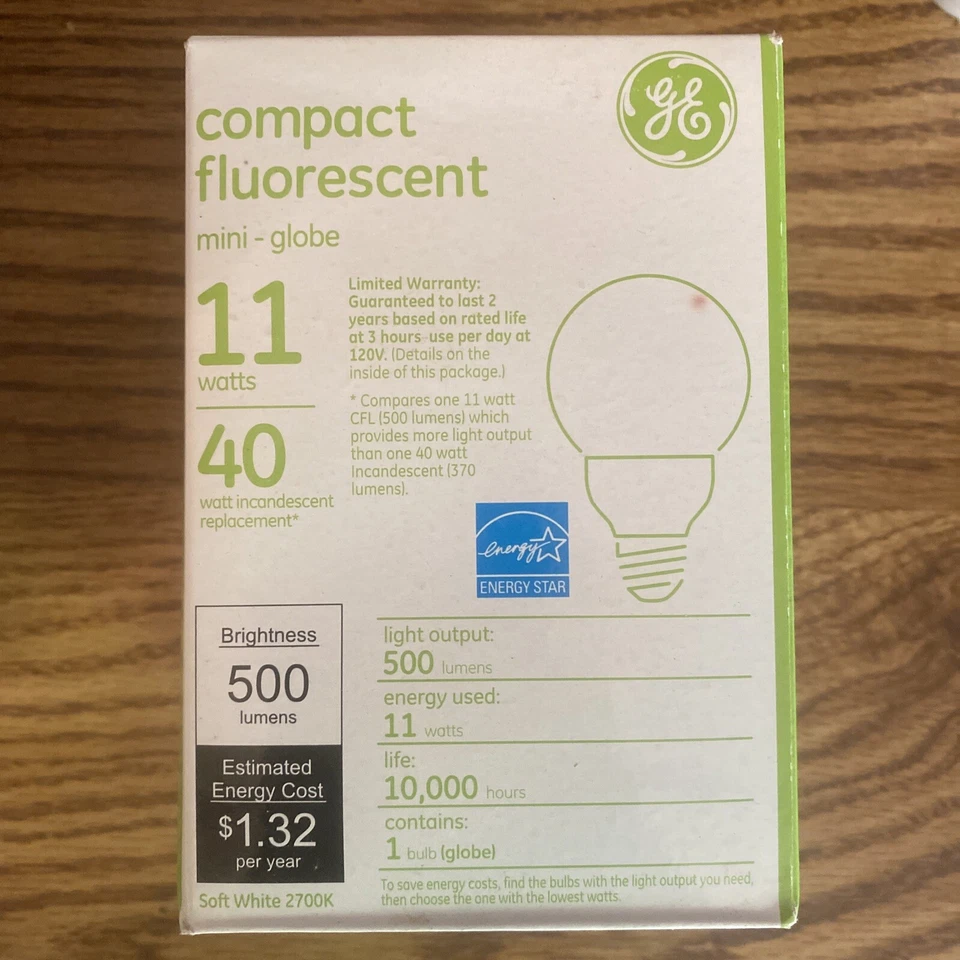 compact
fluorescent
mini - globe
GE
11
watts
40
watt incandescent
replacement*
Limited Warranty:
Guaranteed to last 2
years based on rated life
at 3 hours use per day at
120V. (Details on the
inside of this package.)
* Compares one 11 watt
CFL (500 lumens) which
provides more light output
than one 40 watt
Incandescent (370
lumens).
energy
ENERGY STAR
Brightness
500
lumens
Estimated
Energy Cost
$1.32
per year
Soft White 2700K
light output:
500 lumens
energy used:
11 watts
life:
10,000 hours
contains:
1 bulb (globe)
To save energy costs, find the bulbs with the light output you need,
then choose the one with the lowest watts.